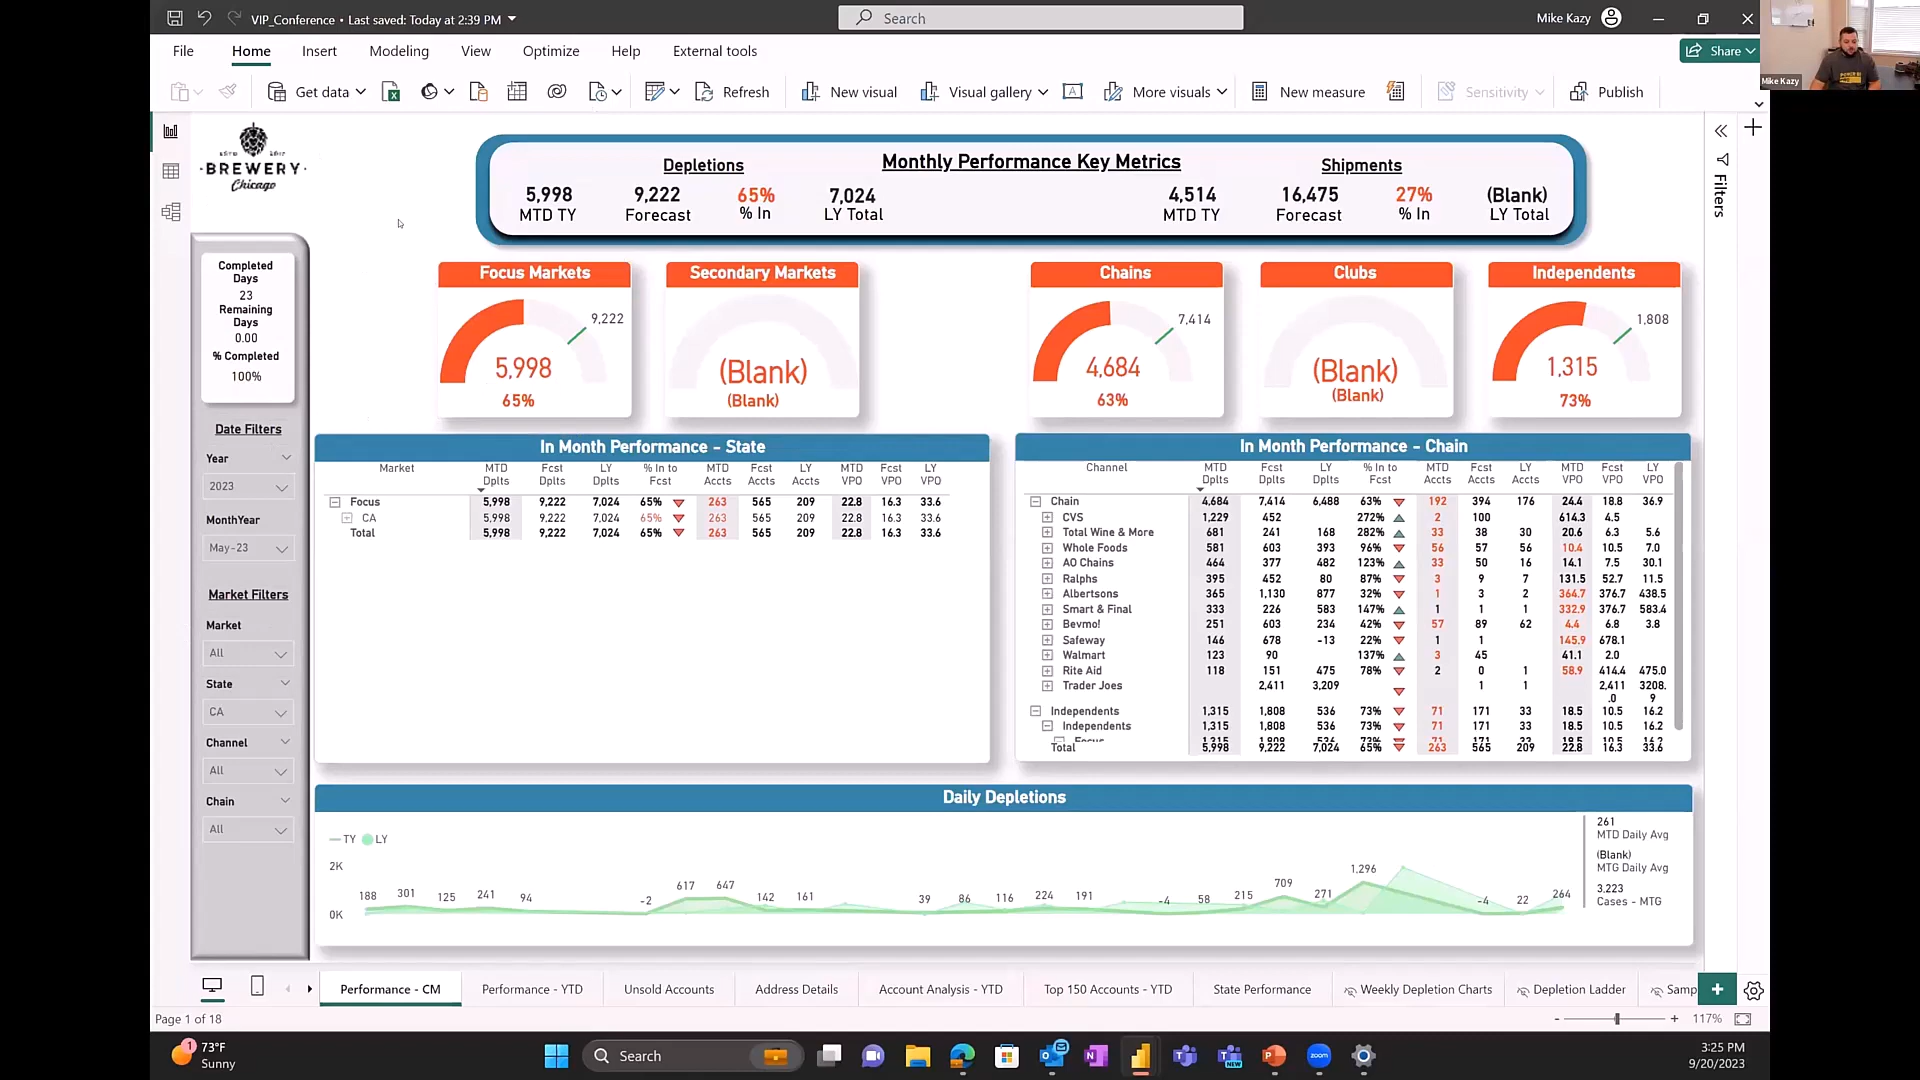 VIP_Conference • Last saved: Today at 2:39 PM
Search
Mike Kazy
File Home Insert Modeling View Optimize Help External tools
Share
Get data Refresh New visual Visual gallery More visuals New measure Sensitivity Publish
Mike Kazy
BREWERY
Chicago
Monthly Performance Key Metrics
Depletions
5,998 9,222 65% 7,024
MTD TY Forecast % In LY Total
Shipments
4,514 16,475 27% (Blank)
MTD TY Forecast % In LY Total
Filters
Completed
Days
23
Remaining
Days
0.00
% Completed
100%
Date Filters
Year
2023
MonthYear
May-23
Market Filters
Market
All
State
CA
Channel
All
Chain
All
Focus Markets
9,222
5,998
65%
Secondary Markets
(Blank)
(Blank)
Chains
7,414
4,684
63%
Clubs
(Blank)
(Blank)
Independents
1,808
1,315
73%
In Month Performance - State
Market MTD Dplts Fcst Dplts LY Dplts % In to Fcst MTD Accts Fcst Accts LY Accts MTD VPO Fcst VPO LY VPO
Focus 5,998 9,222 7,024 65% 263 565 209 22.8 16.3 33.6
CA 5,998 9,222 7,024 65% 263 565 209 22.8 16.3 33.6
Total 5,998 9,222 7,024 65% 263 565 209 22.8 16.3 33.6
In Month Performance - Chain
Channel MTD Dplts Fcst Dplts LY Dplts % In to Fcst MTD Accts Fcst Accts LY Accts MTD VPO Fcst VPO LY VPO
Chain 4,684 7,414 6,488 63% 192 394 176 24.4 18.8 36.9
CVS 1,229 452 272% 2 100 614.3 4.5
Total Wine & More 681 241 168 282% 33 38 30 20.6 6.3 5.6
Whole Foods 581 603 393 96% 56 57 56 10.4 10.5 7.0
AO Chains 464 377 482 123% 33 50 16 14.1 7.5 30.1
Ralphs 395 452 80 87% 3 9 7 131.5 52.7 11.5
Albertsons 365 1,130 877 32% 1 3 2 364.7 376.7 438.5
Smart & Final 333 226 583 147% 1 1 1 332.9 376.7 583.4
Bevmo! 251 603 234 42% 57 89 62 4.4 6.8 3.8
Safeway 146 678 -13 22% 1 1 145.9 678.1
Walmart 123 90 137% 3 45 41.1 2.0
Rite Aid 118 151 475 78% 2 0 1 58.9 414.4 475.0
Trader Joes 2,411 3,209 1 1 2,411.0 3208.9
Independents 1,315 1,808 536 73% 71 171 33 18.5 10.5 16.2
Independents 1,315 1,808 536 73% 71 171 33 18.5 10.5 16.2
Total 5,998 9,222 7,024 65% 263 565 209 22.8 16.3 33.6
Daily Depletions
TY LY
2K
0K
188 301 125 241 94 -2 617 647 142 161 39 86 116 224 191 -4 58 215 709 271 1,296 -4 22 264
261
MTD Daily Avg
(Blank)
MTG Daily Avg
3,223
Cases - MTG
Performance - CM Performance - YTD Unsold Accounts Address Details Account Analysis - YTD Top 150 Accounts - YTD State Performance Weekly Depletion Charts Depletion Ladder Samp
Page 1 of 18
- + 117%
1
73°F
Sunny
Search
NEW
zoom
3:25 PM
9/20/2023